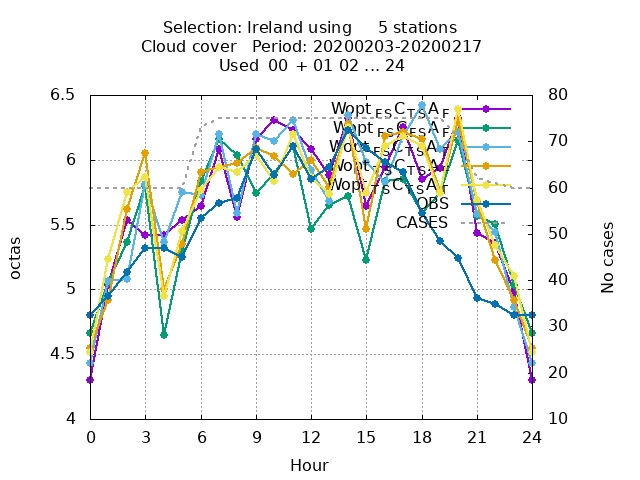 Selection: Ireland using 5 stations
Cloud cover Period: 20200203-20200217
Used 00 + 01 02 ... 24
6.5
6
5.5
5
4.5
4
octas
80
70
60
50
40
30
20
10
No cases
OBS
CASES
0 3 6 9 12 15 18 21 24
Hour